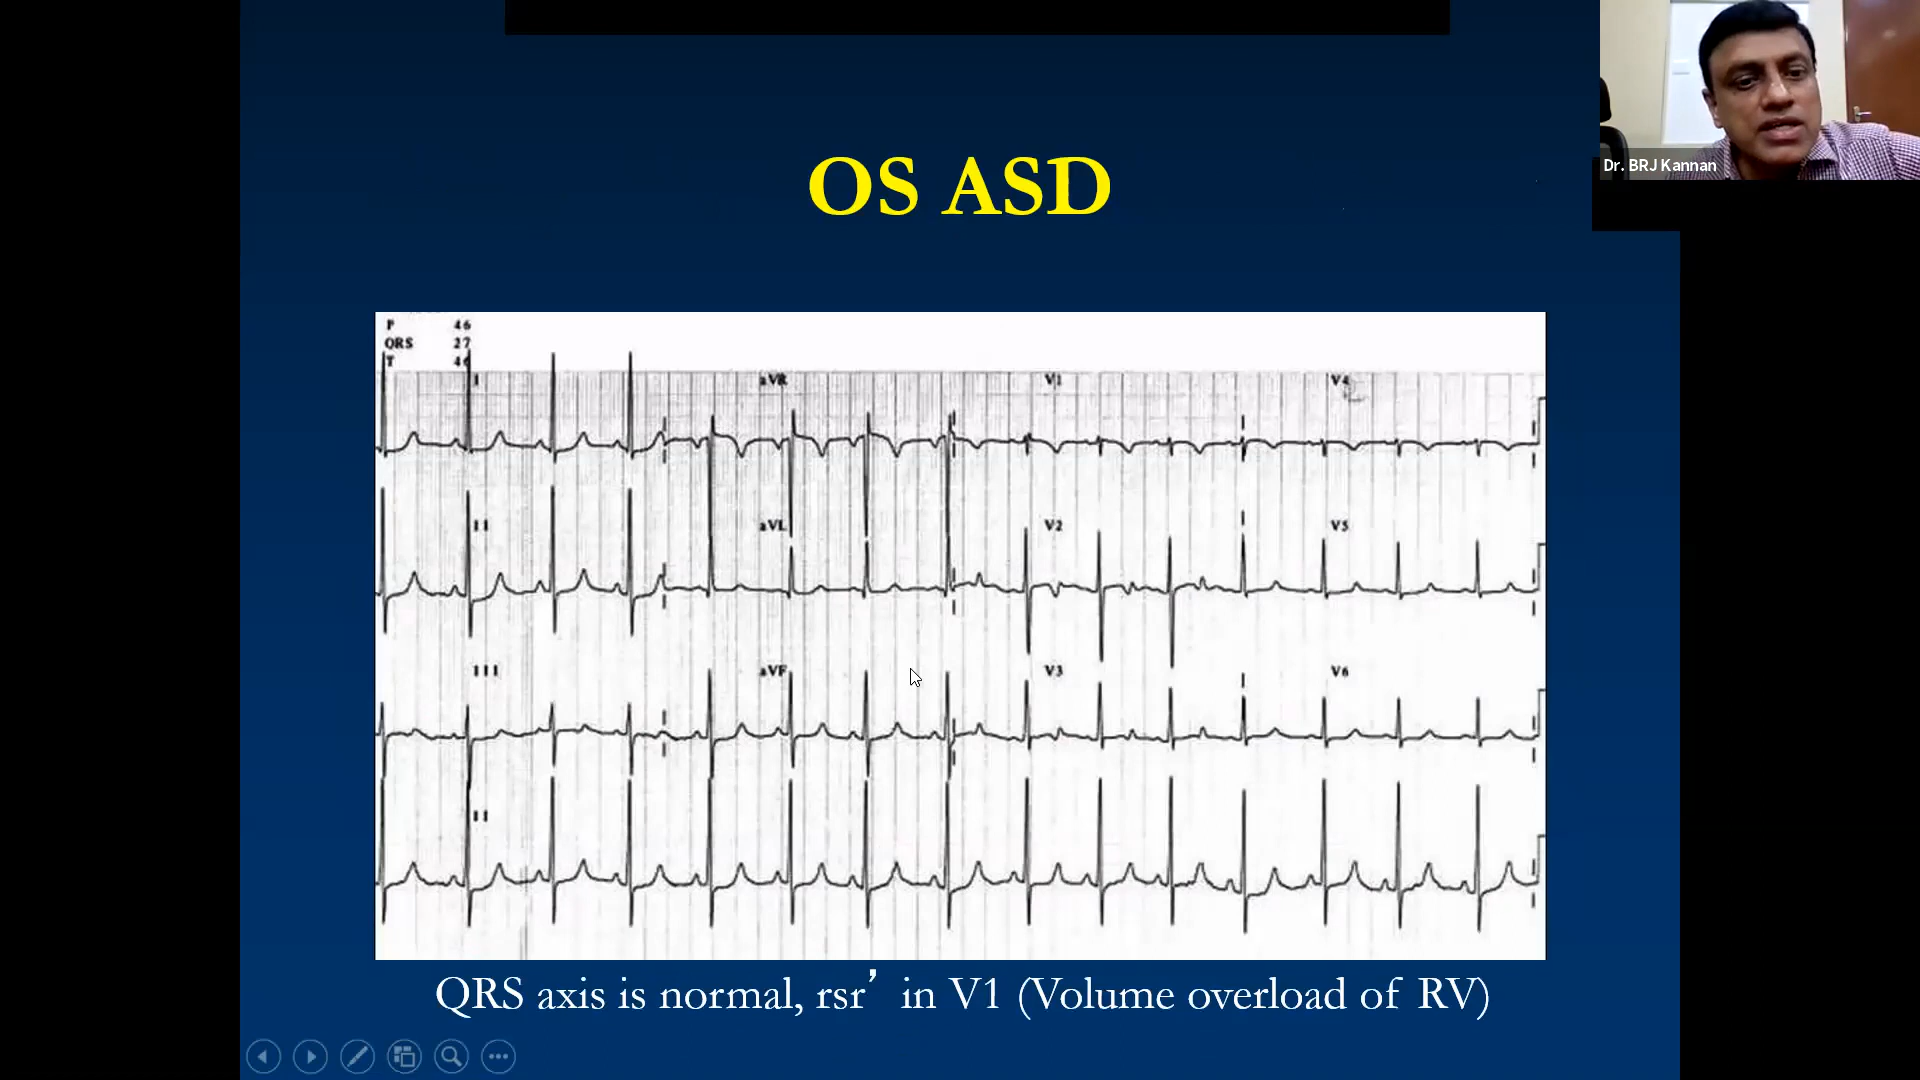 Dr. BRJ Kannan
OS ASD
P 46
QRS 27
T 46
I aVR V1 V4
II aVL V2 V5
III aVF V3 V6
II
QRS axis is normal, rsr’ in V1 (Volume overload of RV)